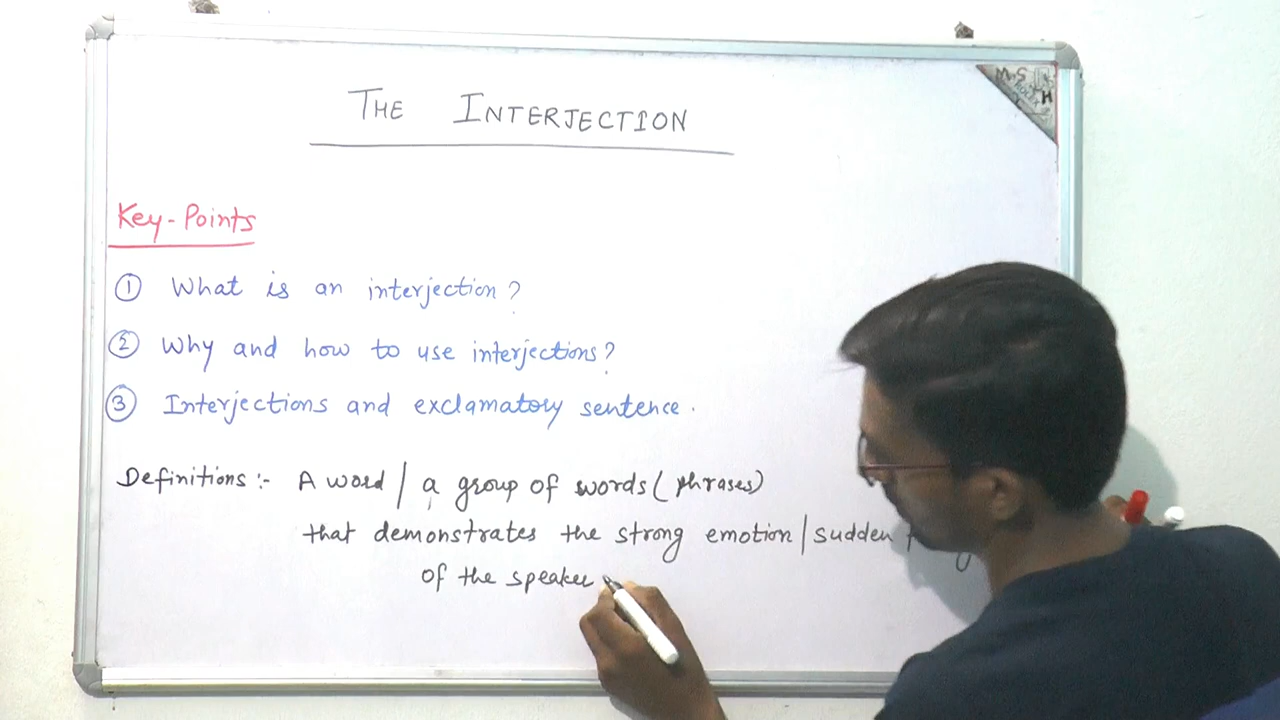 THE INTERJECTION
Key-Points
① What is an interjection?
② Why and how to use interjections?
③ Interjections and exclamatory sentence.
Definitions:- A word / a group of words (phrases)
that demonstrates the strong emotion / sudden
of the speaker